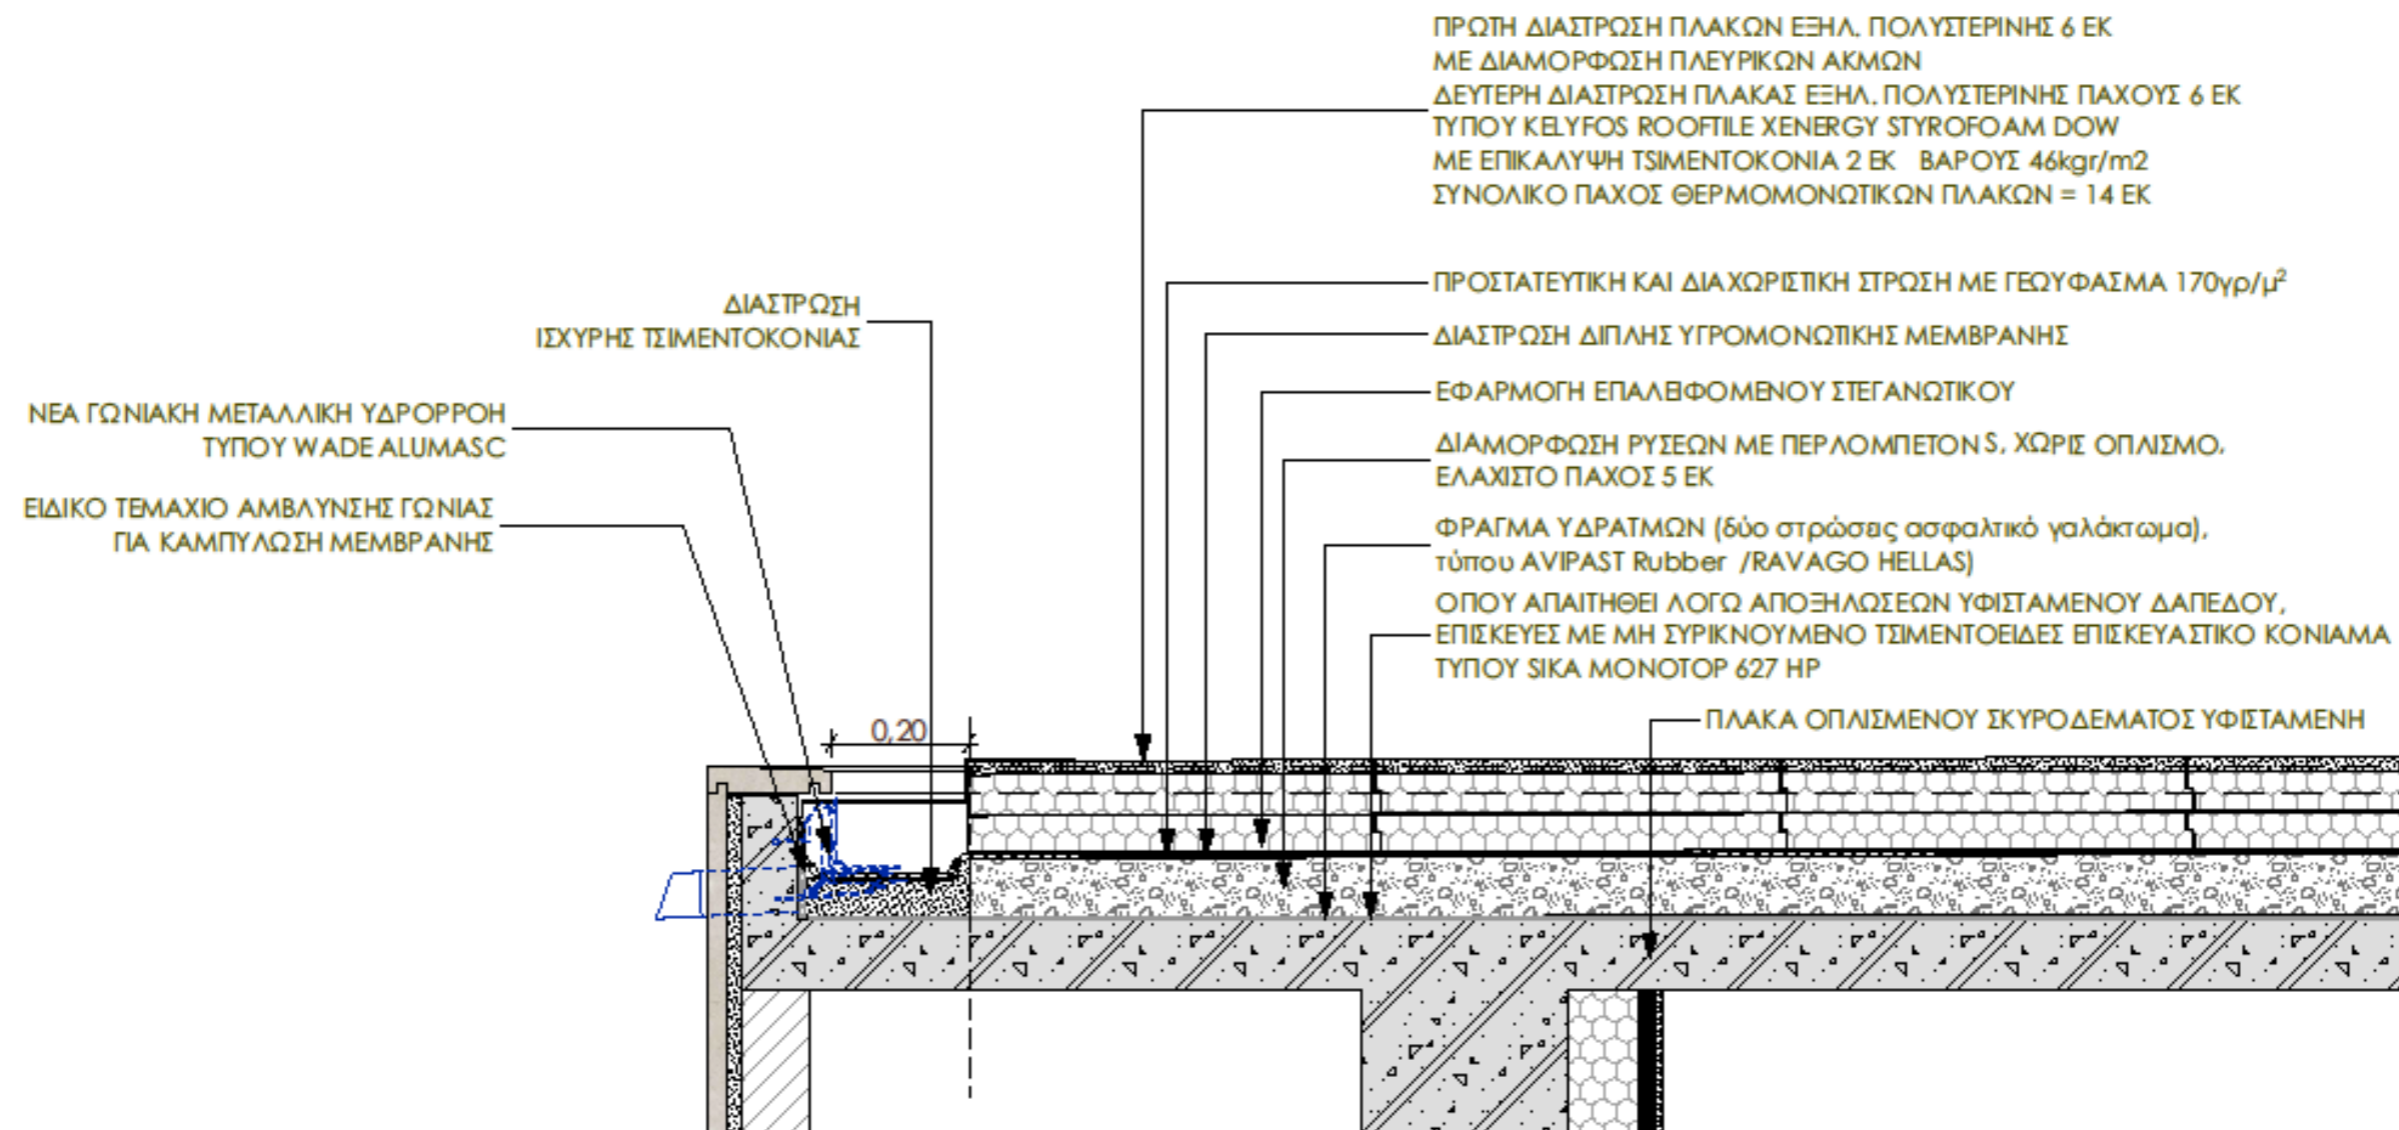 ΠΡΩΤΗ ΔΙΑΣΤΡΩΣΗ ΠΛΑΚΩΝ ΕΞΗΛ. ΠΟΛΥΣΤΕΡΙΝΗΣ 6 ΕΚ
ΜΕ ΔΙΑΜΟΡΦΩΣΗ ΠΛΕΥΡΙΚΩΝ ΑΚΜΩΝ
ΔΕΥΤΕΡΗ ΔΙΑΣΤΡΩΣΗ ΠΛΑΚΑΣ ΕΞΗΛ. ΠΟΛΥΣΤΕΡΙΝΗΣ ΠΑΧΟΥΣ 6 ΕΚ
ΤΥΠΟΥ KELYFOS ROOFTILE XENERGY STYROFOAM DOW
ΜΕ ΕΠΙΚΑΛΥΨΗ ΤSΙΜΕΝΤΟΚΟΝΙΑ 2 ΕΚ ΒΑΡΟΥΣ 46kgr/m2
ΣΥΝΟΛΙΚΟ ΠΑΧΟΣ ΘΕΡΜΟΜΟΝΩΤΙΚΩΝ ΠΛΑΚΩΝ = 14 ΕΚ
ΠΡΟΣΤΑΤΕΥΤΙΚΗ ΚΑΙ ΔΙΑΧΩΡΙΣΤΙΚΗ ΣΤΡΩΣΗ ΜΕ ΓΕΩΥΦΑΣΜΑ 170γρ/μ²
ΔΙΑΣΤΡΩΣΗ ΔΙΠΛΗΣ ΥΓΡΟΜΟΝΩΤΙΚΗΣ ΜΕΜΒΡΑΝΗΣ
ΕΦΑΡΜΟΓΗ ΕΠΑΛΕΙΦΟΜΕΝΟΥ ΣΤΕΓΑΝΩΤΙΚΟΥ
ΔΙΑΜΟΡΦΩΣΗ ΡΥΣΕΩΝ ΜΕ ΠΕΡΛΟΜΠΕΤΟΝ S, ΧΩΡΙΣ ΟΠΛΙΣΜΟ,
ΕΛΑΧΙΣΤΟ ΠΑΧΟΣ 5 ΕΚ
ΦΡΑΓΜΑ ΥΔΡΑΤΜΩΝ (δύο στρώσεις ασφαλτικό γαλάκτωμα),
τύπου AVIPAST Rubber /RAVAGO HELLAS)
ΟΠΟΥ ΑΠΑΙΤΗΘΕΙ ΛΟΓΩ ΑΠΟΞΗΛΩΣΕΩΝ ΥΦΙΣΤΑΜΕΝΟΥ ΔΑΠΕΔΟΥ,
ΕΠΙΣΚΕΥΕΣ ΜΕ ΜΗ ΣΥΡΙΚΝΟΥΜΕΝΟ ΤΣΙΜΕΝΤΟΕΙΔΕΣ ΕΠΙΣΚΕΥΑΣΤΙΚΟ ΚΟΝΙΑΜΑ
ΤΥΠΟΥ SIKA MONOTOP 627 HP
ΠΛΑΚΑ ΟΠΛΙΣΜΕΝΟΥ ΣΚΥΡΟΔΕΜΑΤΟΣ ΥΦΙΣΤΑΜΕΝΗ
ΔΙΑΣΤΡΩΣΗ
ΙΣΧΥΡΗΣ ΤΣΙΜΕΝΤΟΚΟΝΙΑΣ
ΝΕΑ ΓΩΝΙΑΚΗ ΜΕΤΑΛΛΙΚΗ ΥΔΡΟΡΡΟΗ
ΤΥΠΟΥ WADE ALUMASC
ΕΙΔΙΚΟ ΤΕΜΑΧΙΟ ΑΜΒΛΥΝΣΗΣ ΓΩΝΙΑΣ
ΓΙΑ ΚΑΜΠΥΛΩΣΗ ΜΕΜΒΡΑΝΗΣ
0,20